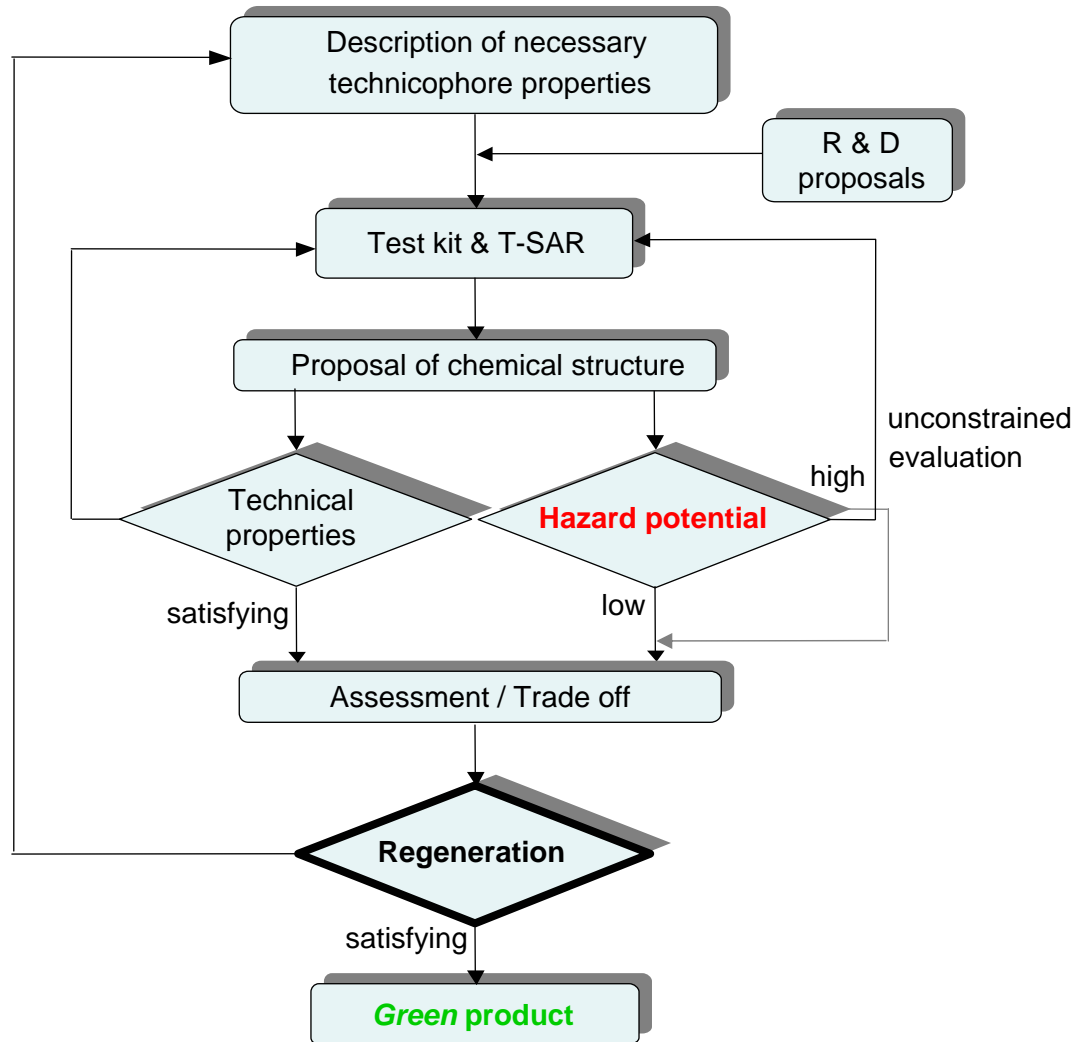 Description of necessary
technicophore properties
R & D
proposals
Test kit & T-SAR
Proposal of chemical structure
unconstrained
evaluation
high
Technical
properties
Hazard potential
satisfying
low
Assessment / Trade off
Regeneration
satisfying
Green product